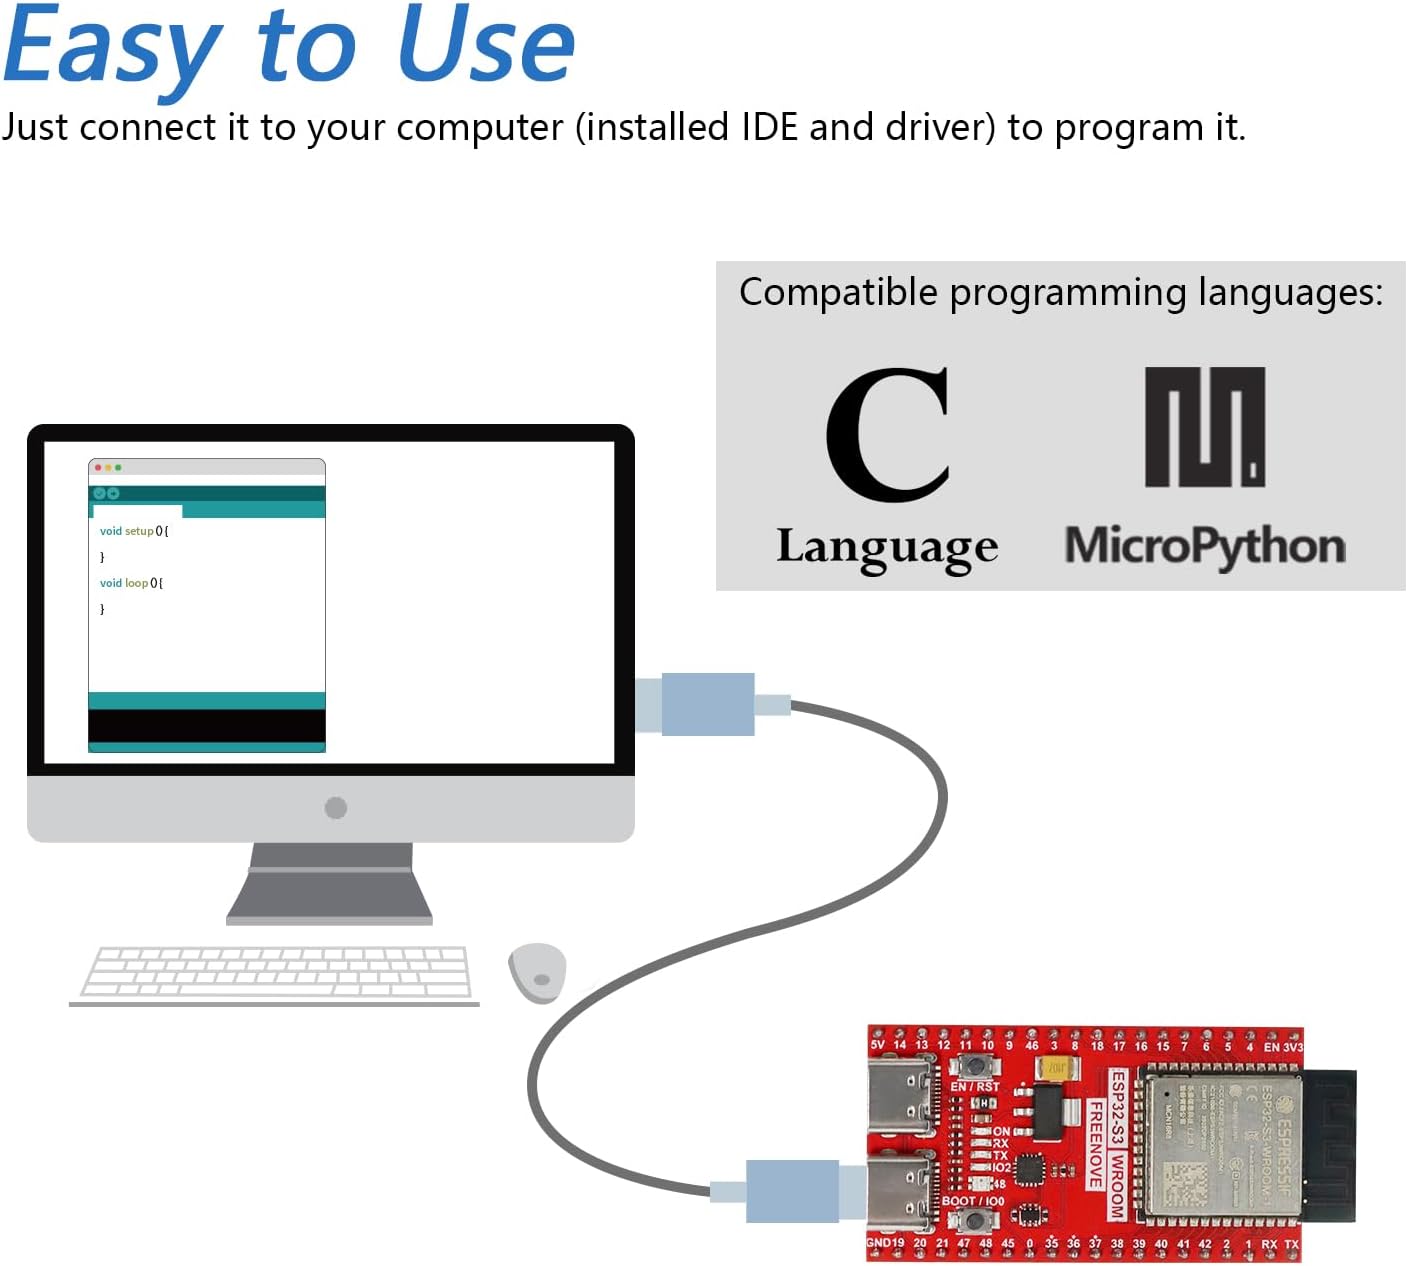 Easy to Use
Just connect it to your computer (installed IDE and driver) to program it.
Compatible programming languages:
C
Language
MicroPython
void setup () {
}
void loop () {
}
5V 14 13 12 11 10 9 46 3 8 18 17 16 15 7 6 5 4 EN 3V3
EN / RST
ON
RX
TX
IO2
48
BOOT / IO0
ESP32-S3 WROOM
FREENOVE
ESPRESSIF
ESP32-S3-WROOM-1
MCN16R8
GND 19 20 21 47 48 45 0 35 36 37 38 39 40 41 42 2 1 RX TX